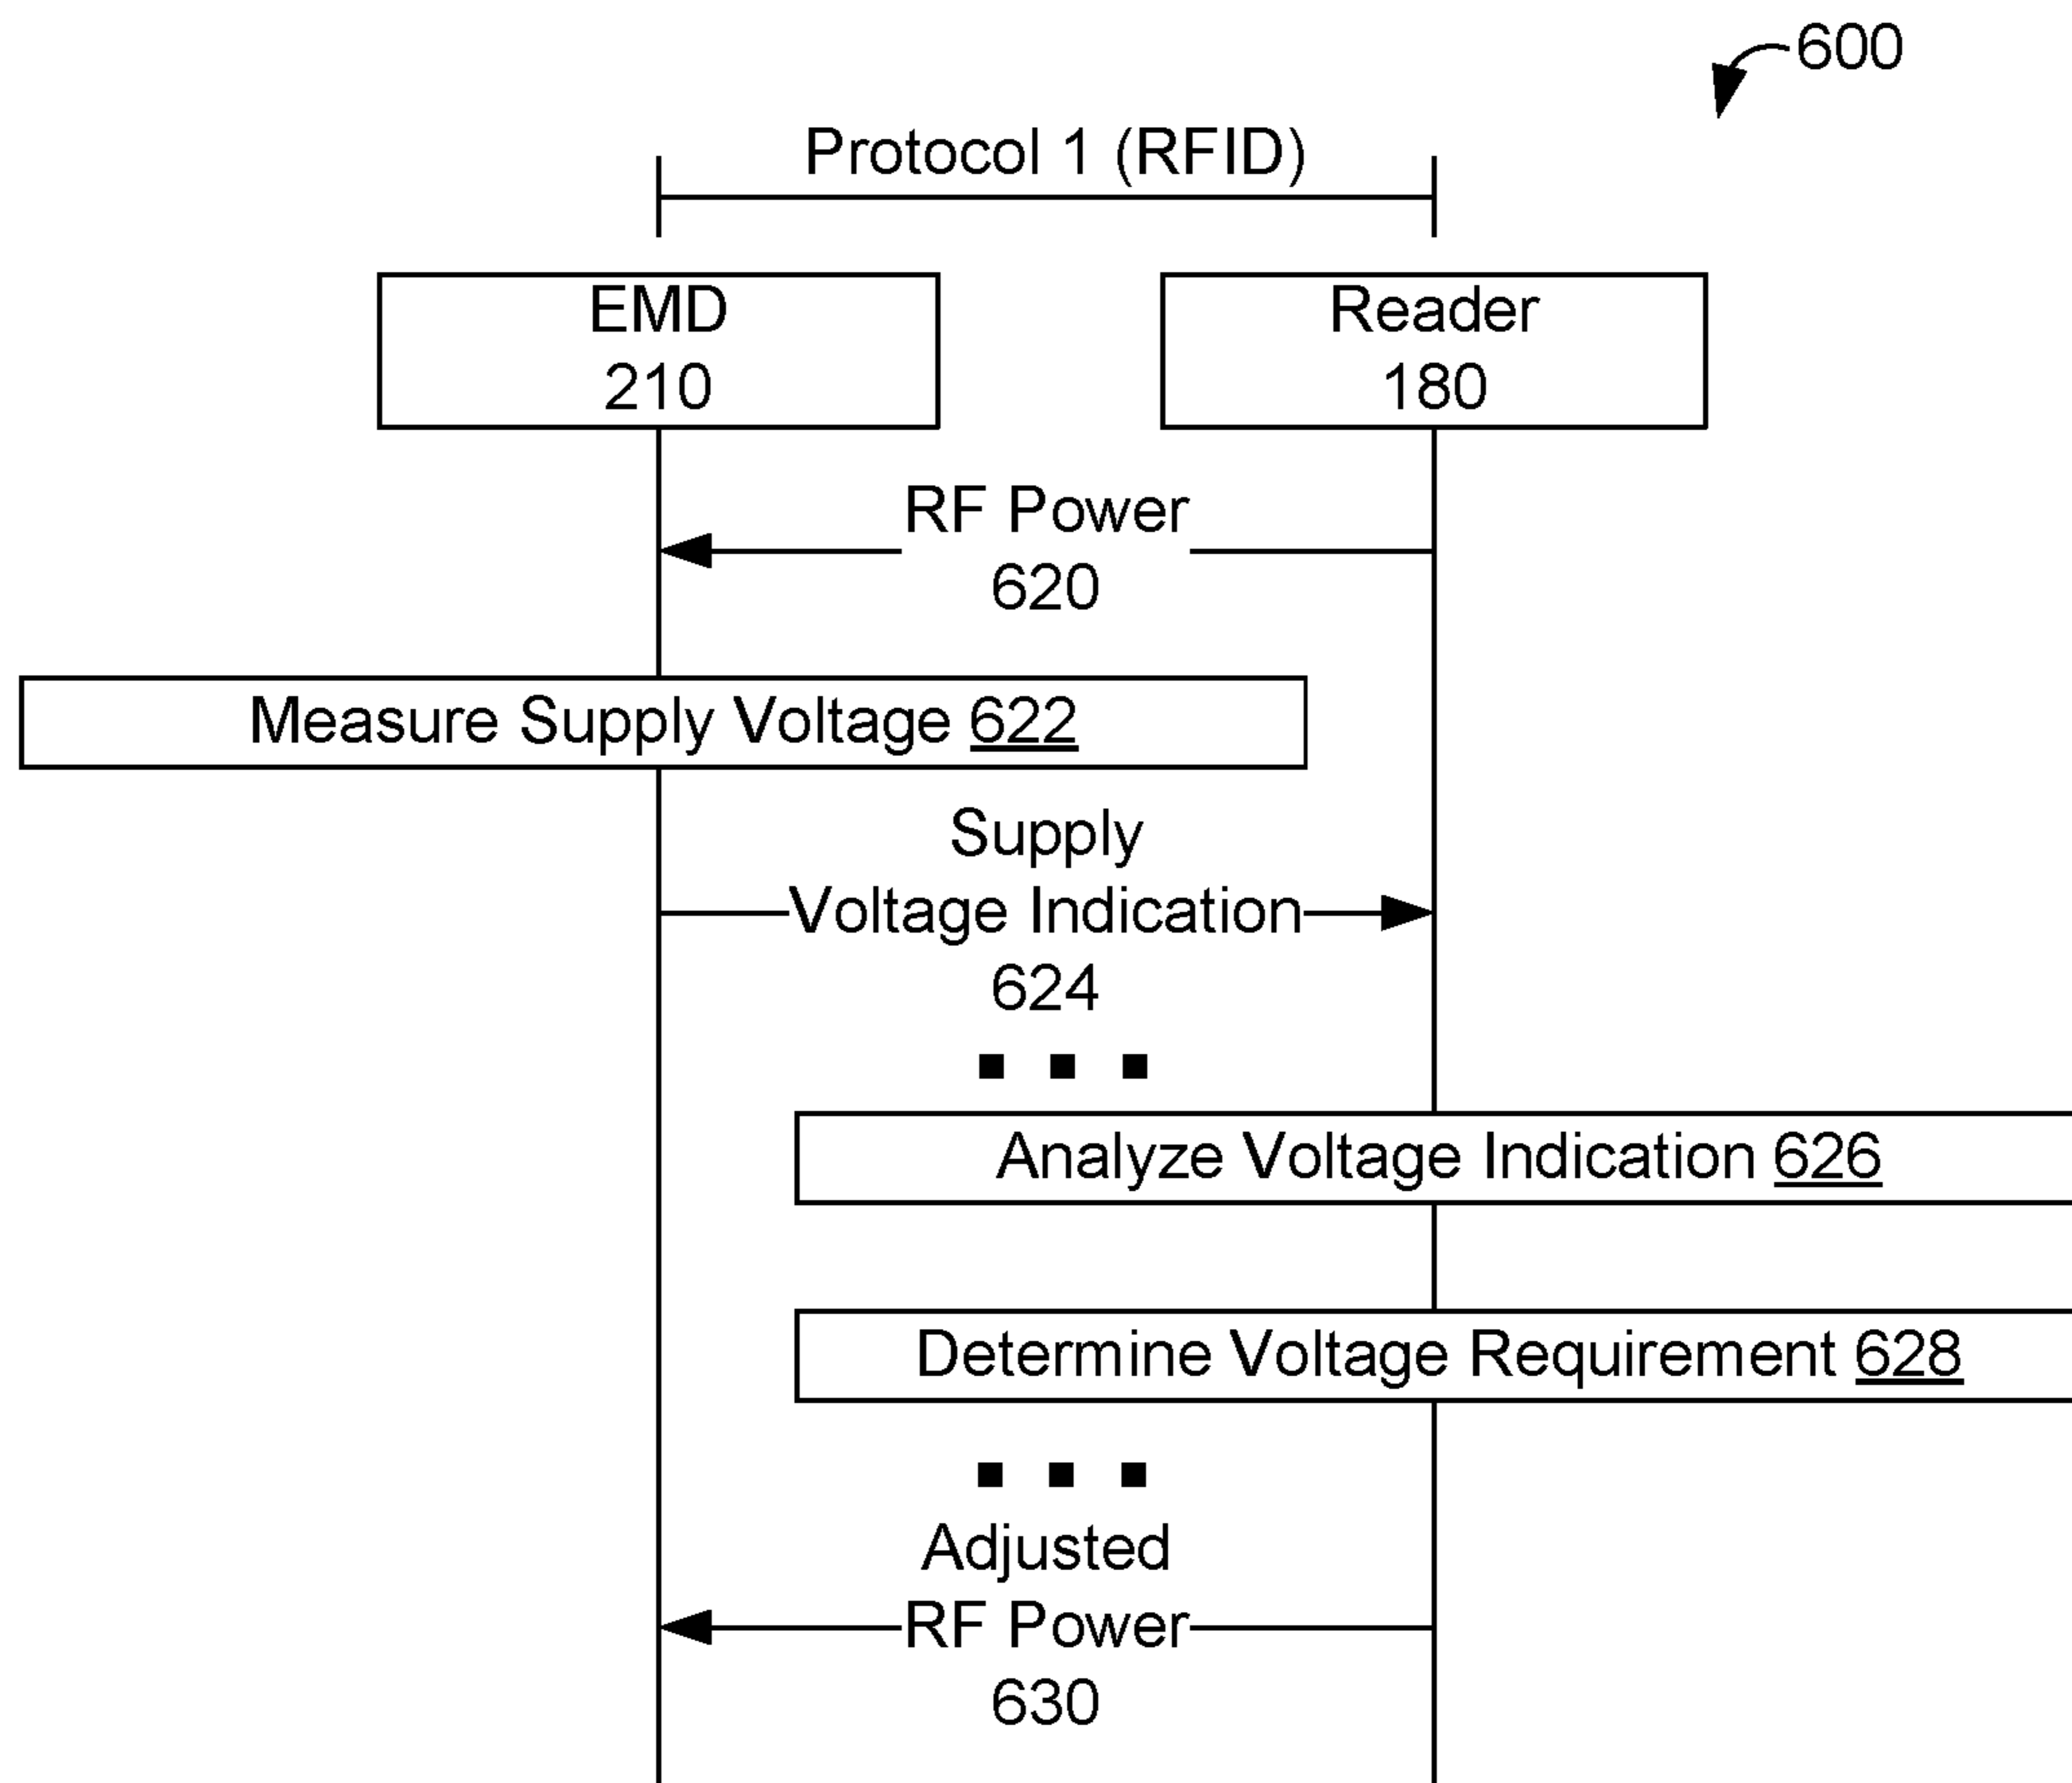 600
Protocol 1 (RFID)
EMD
210
Reader
180
RF Power
620
Measure Supply Voltage 622
Supply
Voltage Indication
624
Analyze Voltage Indication 626
Determine Voltage Requirement 628
Adjusted
RF Power
630